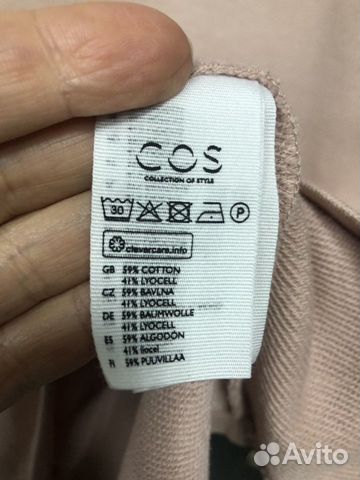 COS
COLLECTION OF STYLE
30 P
clevercare.info
GB 59% COTTON
41% LYOCELL
CZ 59% BAVLNA
41% LYOCELL
DE 59% BAUMWOLLE
41% LYOCELL
ES 59% ALGODÓN
41% liocel
FI 59% PUUVILLAA
Avito